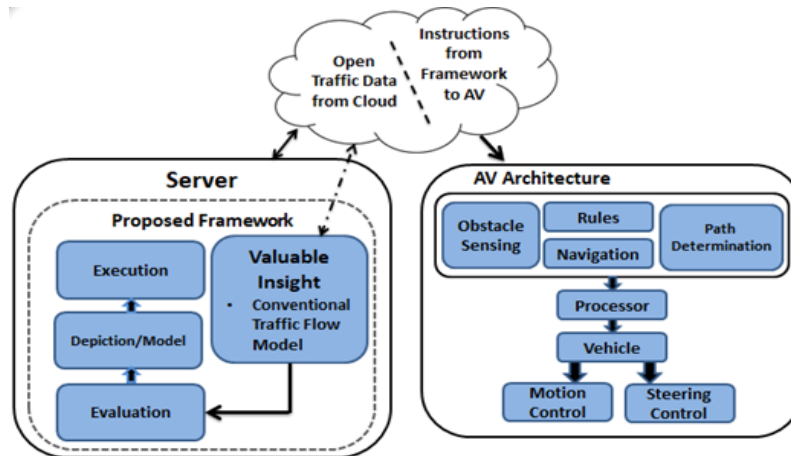 Open
Traffic Data
from Cloud
Instructions
from
Framework
to AV
Server
Proposed Framework
Execution
Depiction/Model
Evaluation
Valuable
Insight
• Conventional
Traffic Flow
Model
AV Architecture
Obstacle
Sensing
Rules
Navigation
Path
Determination
Processor
Vehicle
Motion
Control
Steering
Control